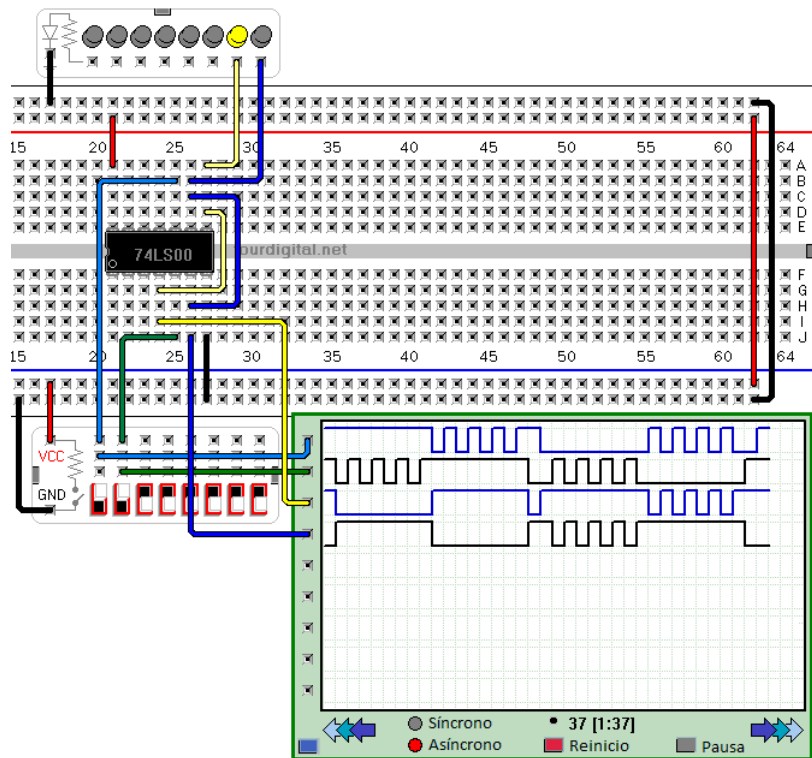 15 20 25 30 35 40 45 50 55 60 64
A
B
C
D
E
74LS00
ourdigital.net
F
G
H
I
J
15 20 25 30 35 40 45 50 55 60 64
VCC
GND
Síncrono
37 [1:37]
Asíncrono
Reinicio
Pausa